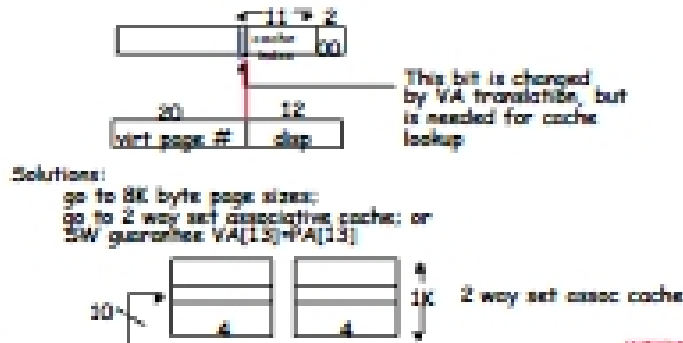 11 2
cache
index
00
This bit is changed
by VA translation, but
is needed for cache
lookup
20 12
virt page # disp
Solutions:
go to 8K byte page sizes;
go to 2 way set associative cache; or
SW guarantee VA[13]=PA[13]
10
4 4
1K
2 way set assoc cache